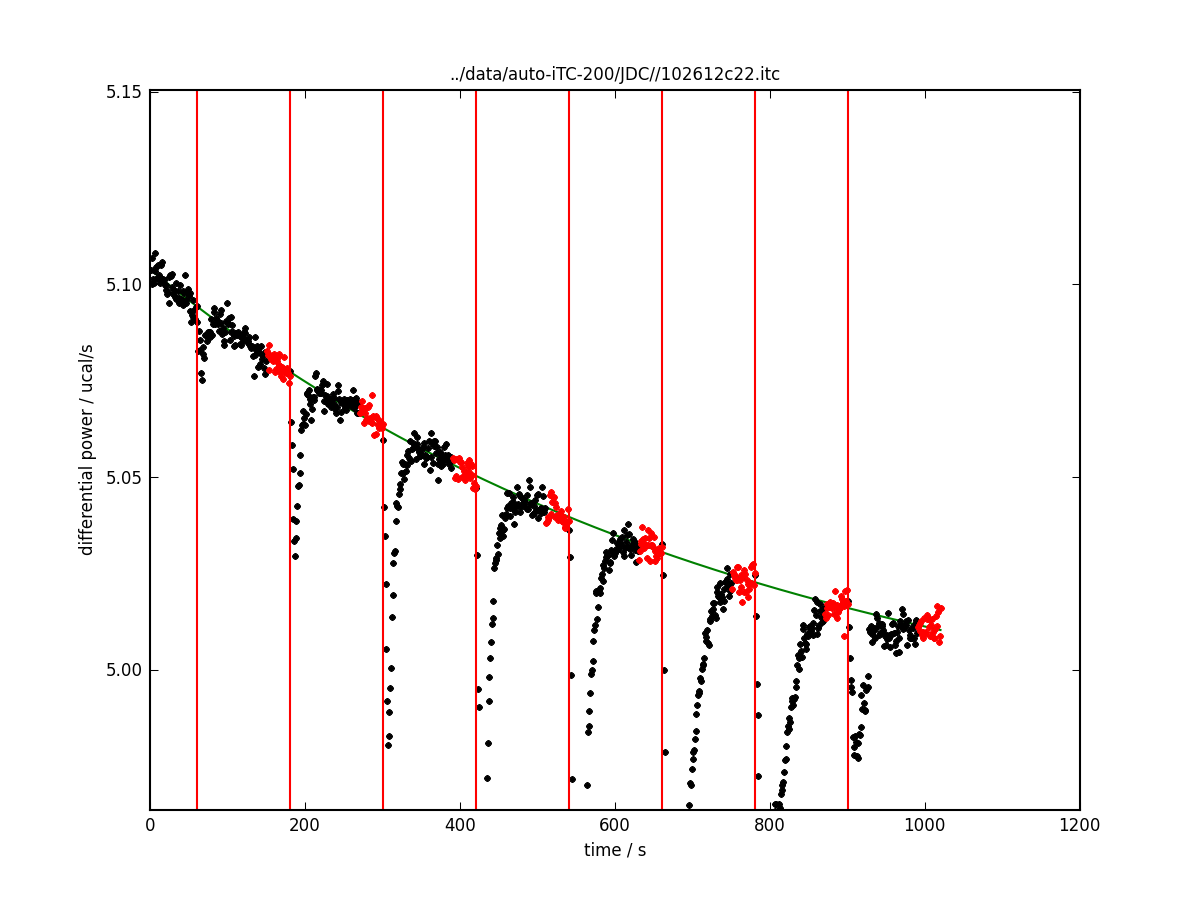 ../data/auto-iTC-200/JDC//102612c22.itc
5.15
5.10
5.05
5.00
differential power / ucal/s
0 200 400 600 800 1000 1200
time / s